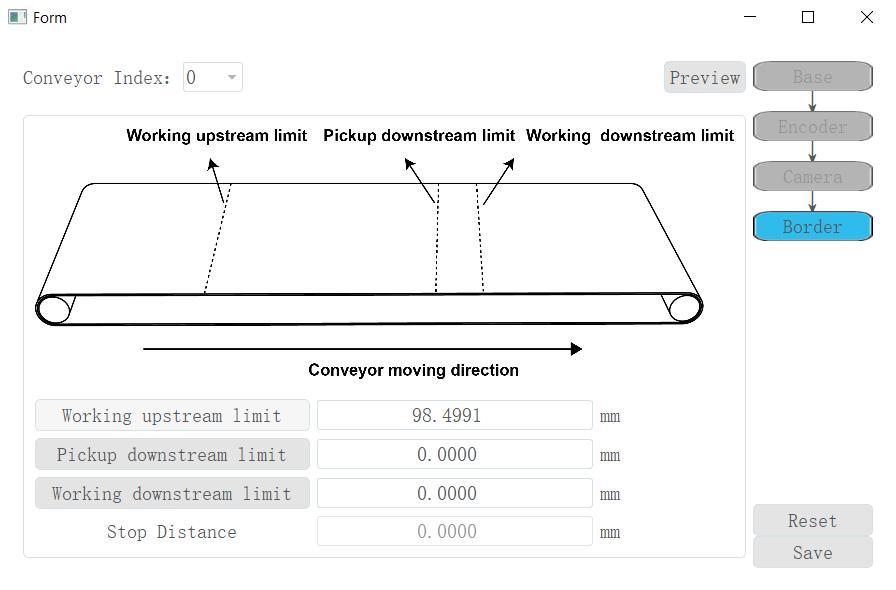 Form
Conveyor Index: 0
Preview
Base
Encoder
Camera
Border
Working upstream limit
Pickup downstream limit
Working downstream limit
Conveyor moving direction
Working upstream limit 98.4991 mm
Pickup downstream limit 0.0000 mm
Working downstream limit 0.0000 mm
Stop Distance 0.0000 mm
Reset
Save